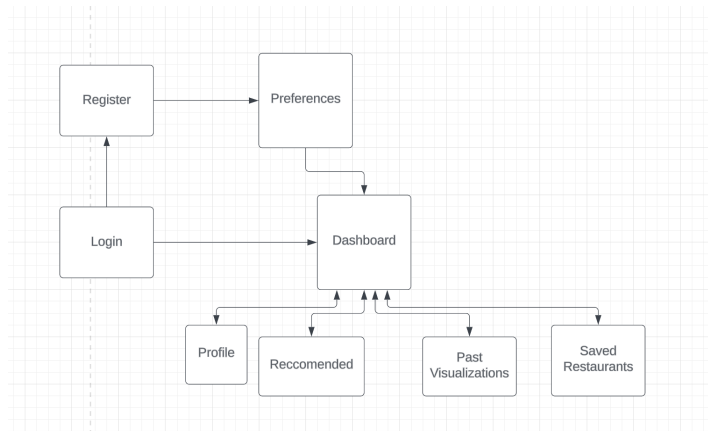 Register
Preferences
Login
Dashboard
Profile
Reccomended
Past
Visualizations
Saved
Restaurants